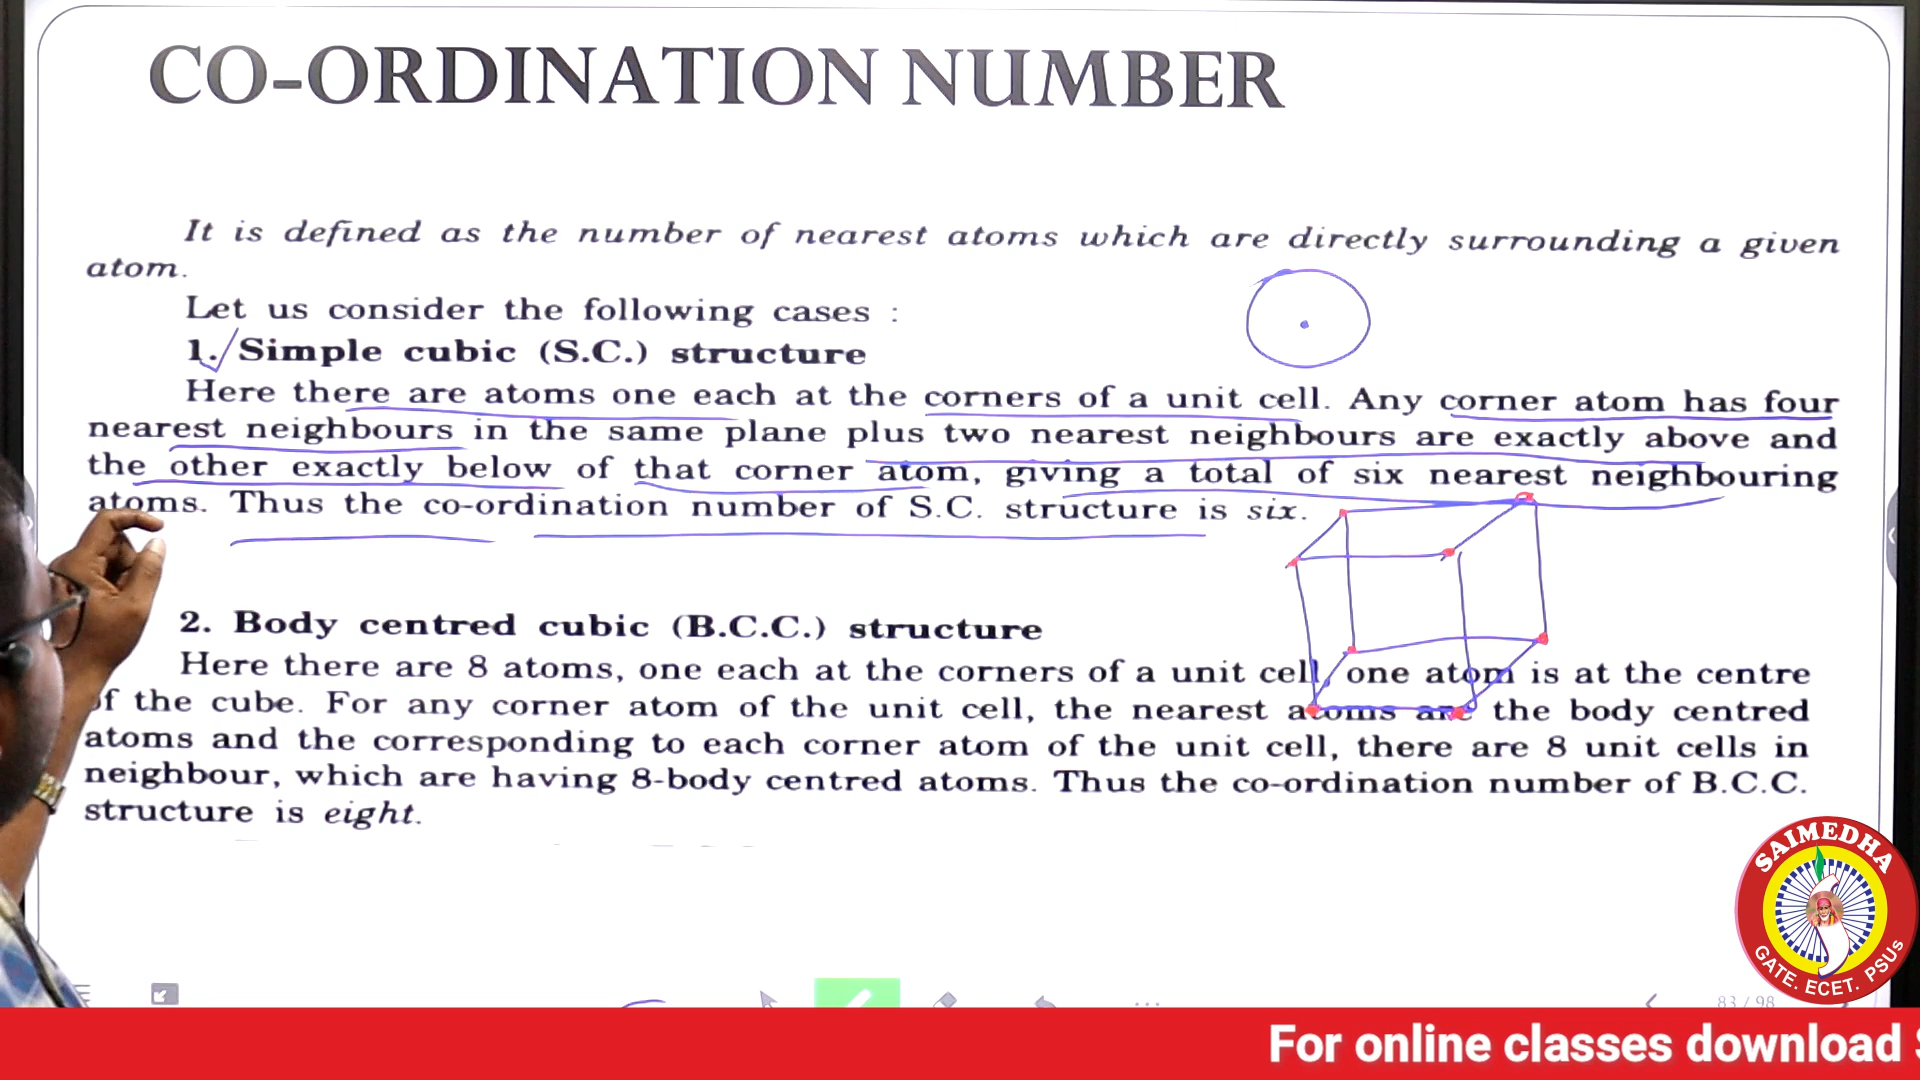 CO-ORDINATION NUMBER
It is defined as the number of nearest atoms which are directly surrounding a given
atom.
Let us consider the following cases :
1. Simple cubic (S.C.) structure
Here there are atoms one each at the corners of a unit cell. Any corner atom has four
nearest neighbours in the same plane plus two nearest neighbours are exactly above and
the other exactly below of that corner atom, giving a total of six nearest neighbouring
atoms. Thus the co-ordination number of S.C. structure is six.
2. Body centred cubic (B.C.C.) structure
Here there are 8 atoms, one each at the corners of a unit cell, one atom is at the centre
of the cube. For any corner atom of the unit cell, the nearest atoms are the body centred
atoms and the corresponding to each corner atom of the unit cell, there are 8 unit cells in
neighbour, which are having 8-body centred atoms. Thus the co-ordination number of B.C.C.
structure is eight.
SAIMEDHA
GATE. ECET. PSUs
83 / 98
For online classes download